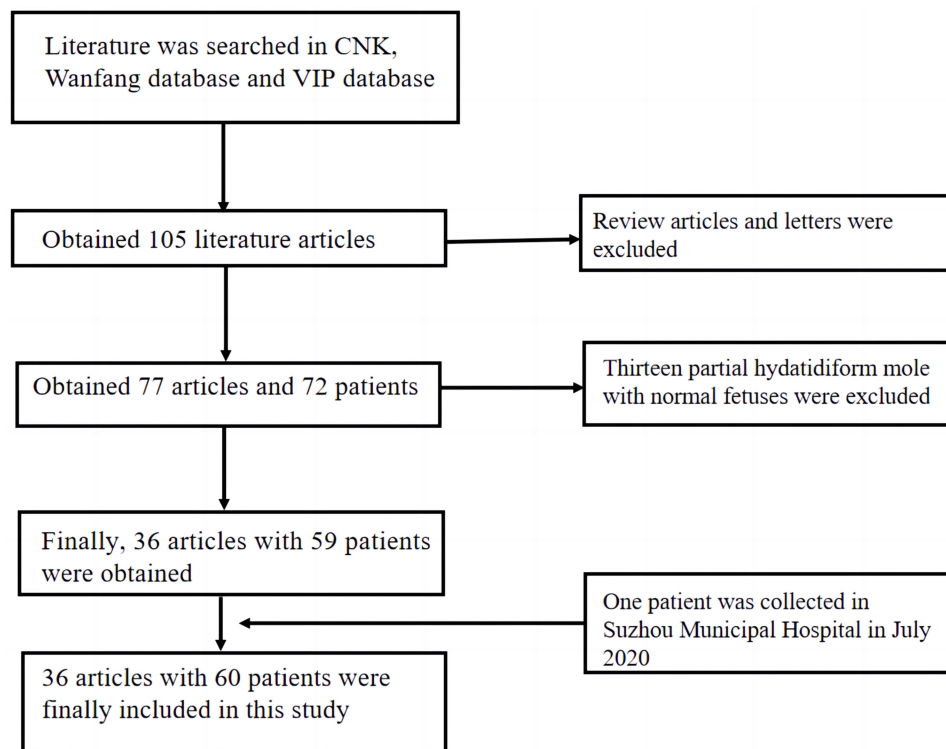 Literature was searched in CNK,
Wanfang database and VIP database
Obtained 105 literature articles
Review articles and letters were
excluded
Obtained 77 articles and 72 patients
Thirteen partial hydatidiform mole
with normal fetuses were excluded
Finally, 36 articles with 59 patients
were obtained
One patient was collected in
Suzhou Municipal Hospital in July
2020
36 articles with 60 patients were
finally included in this study